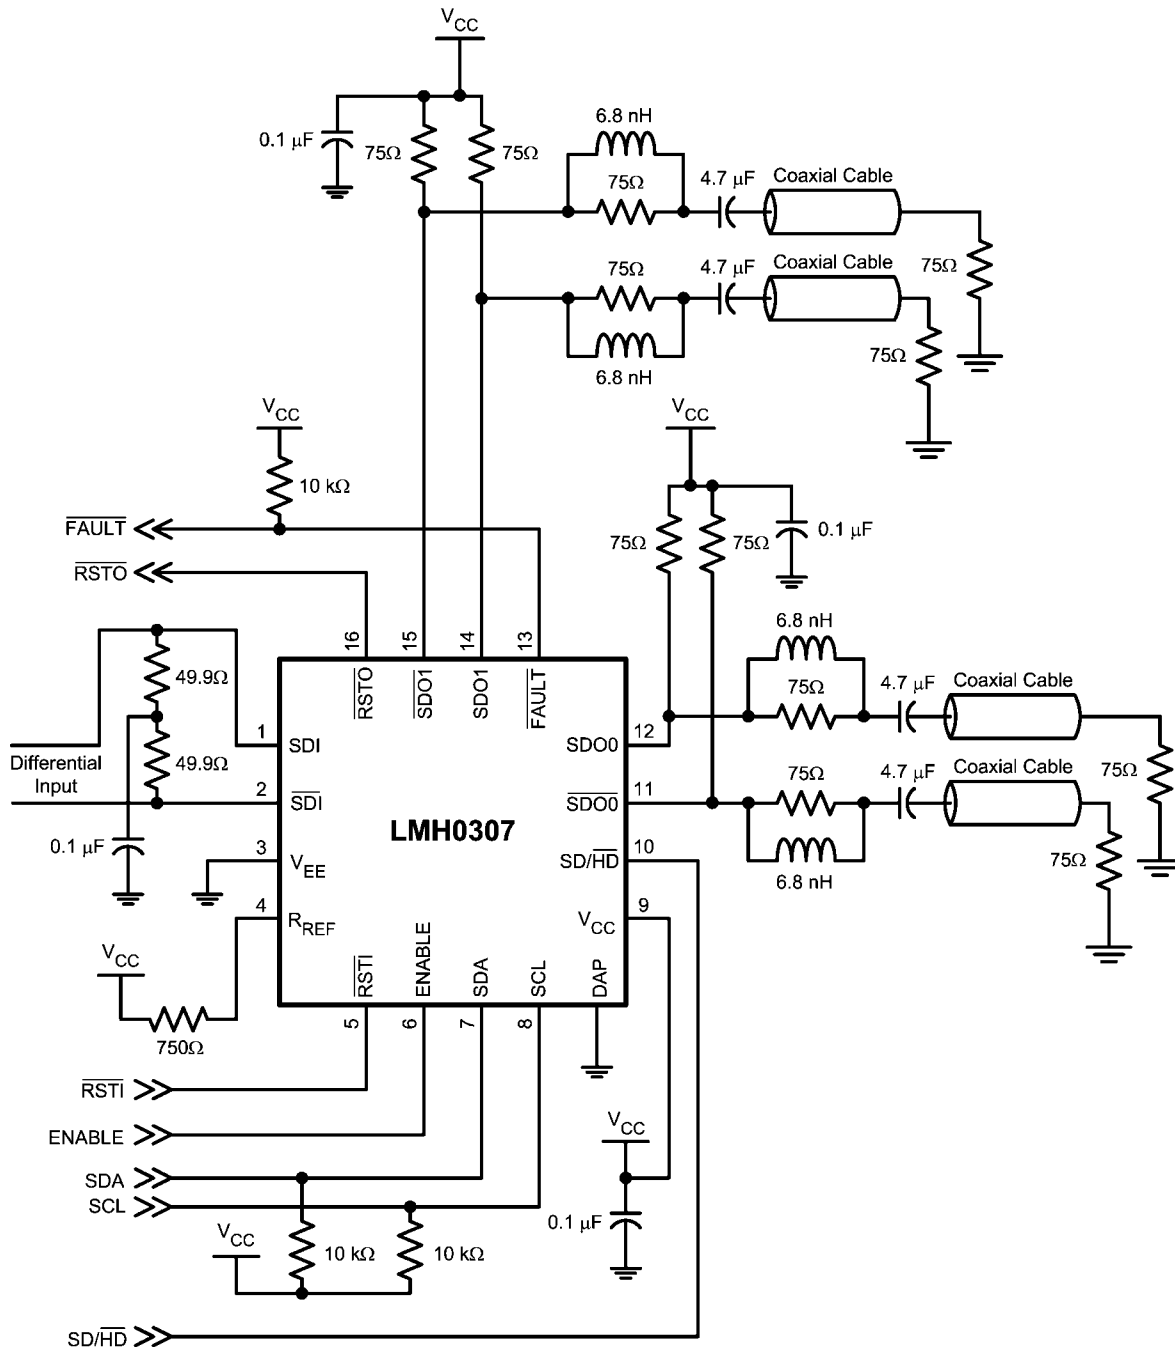 VCC
0.1 μF
75Ω
75Ω
6.8 nH
75Ω
4.7 μF
Coaxial Cable
75Ω
75Ω
4.7 μF
Coaxial Cable
75Ω
6.8 nH
VCC
10 kΩ
FAULT
RSTO
VCC
75Ω
75Ω
0.1 μF
16
15
14
13
RSTO
SDO1
SDO1
FAULT
49.9Ω
49.9Ω
Differential
Input
0.1 μF
1
SDI
2
SDI
3
VEE
4
RREF
LMH0307
SDO0
12
SDO0
11
SD/HD
10
VCC
9
6.8 nH
75Ω
4.7 μF
Coaxial Cable
75Ω
75Ω
4.7 μF
Coaxial Cable
75Ω
6.8 nH
RSTI
ENABLE
SDA
SCL
DAP
5
6
7
8
VCC
750Ω
RSTI
ENABLE
SDA
SCL
VCC
10 kΩ
10 kΩ
VCC
0.1 μF
SD/HD